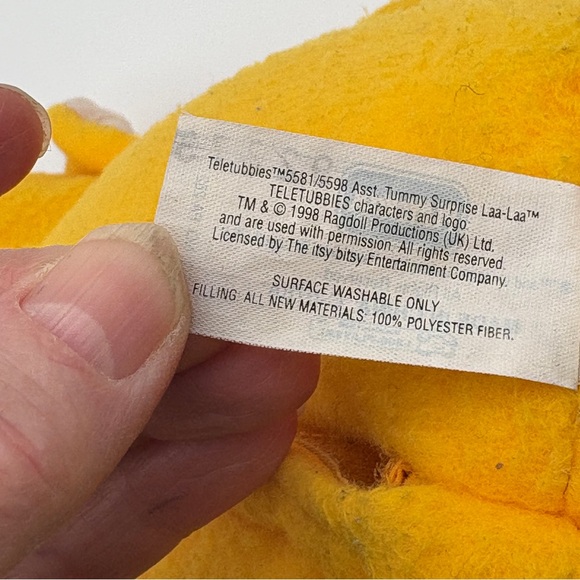 Teletubbies™5581/5598 Asst. Tummy Surprise Laa-Laa™
TELETUBBIES characters and logo
TM & © 1998 Ragdoll Productions (UK) Ltd.
and are used with permission. All rights reserved.
Licensed by The itsy bitsy Entertainment Company.
SURFACE WASHABLE ONLY
FILLING: ALL NEW MATERIALS: 100% POLYESTER FIBER.